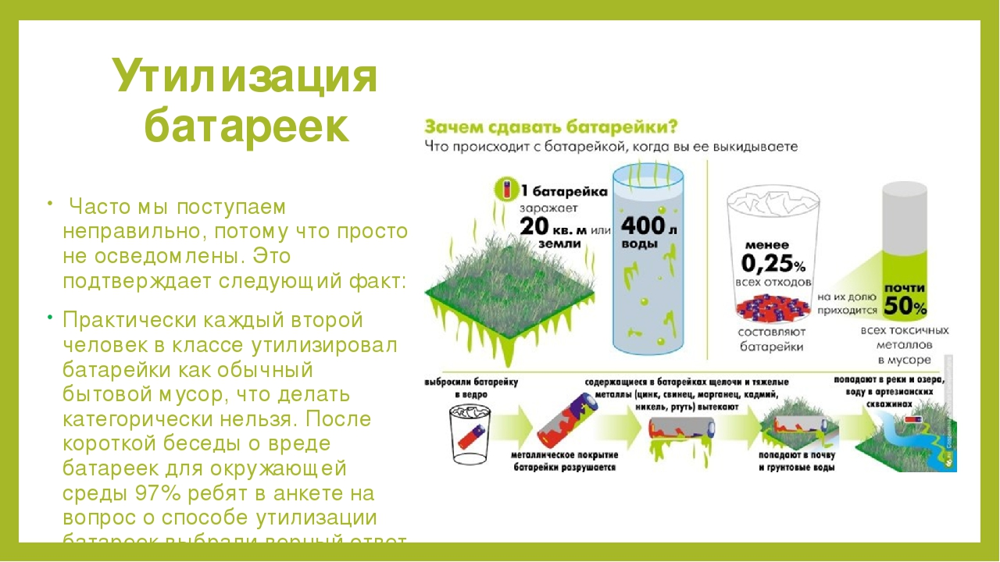 Утилизация
батареек
• Часто мы поступаем
неправильно, потому что просто
не осведомлены. Это
подтверждает следующий факт:
• Практически каждый второй
человек в классе утилизировал
батарейки как обычный
бытовой мусор, что делать
категорически нельзя. После
короткой беседы о вреде
батареек для окружающей
среды 97% ребят в анкете на
вопрос о способе утилизации
батареек выбрали верный ответ
Зачем сдавать батарейки?
Что происходит с батарейкой, когда вы ее выкидываете
1 батарейка
заражает
20 кв. м или
земли
400 л
воды
менее
0,25%
всех отходов
составляют
батарейки
на их долю
приходится
почти
50%
всех токсичных
металлов
в мусоре
выбросили батарейку
в ведро
металлическое покрытие
батарейки разрушается
содержащиеся в батарейках щелочи и тяжелые
металлы (цинк, свинец, марганец, кадмий,
никель, ртуть) вытекают
попадают в почву
и грунтовые воды
попадают в реки и озера,
воду в артезианских
скважинах